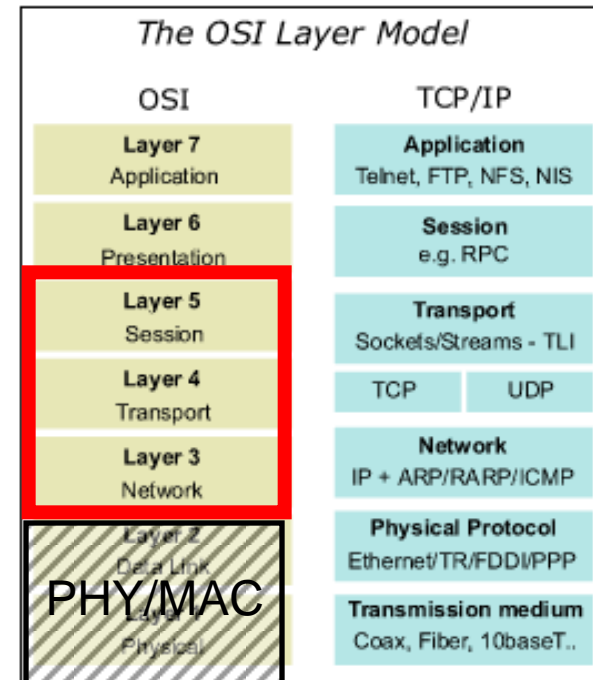 The OSI Layer Model
OSI
Layer 7
Application
Layer 6
Presentation
Layer 5
Session
Layer 4
Transport
Layer 3
Network
Layer 2
Data Link
PHY/MAC
Physical
TCP/IP
Application
Telnet, FTP, NFS, NIS
Session
e.g. RPC
Transport
Sockets/Streams - TLI
TCP UDP
Network
IP + ARP/RARP/ICMP
Physical Protocol
Ethernet/TR/FDDI/PPP
Transmission medium
Coax, Fiber, 10baseT..